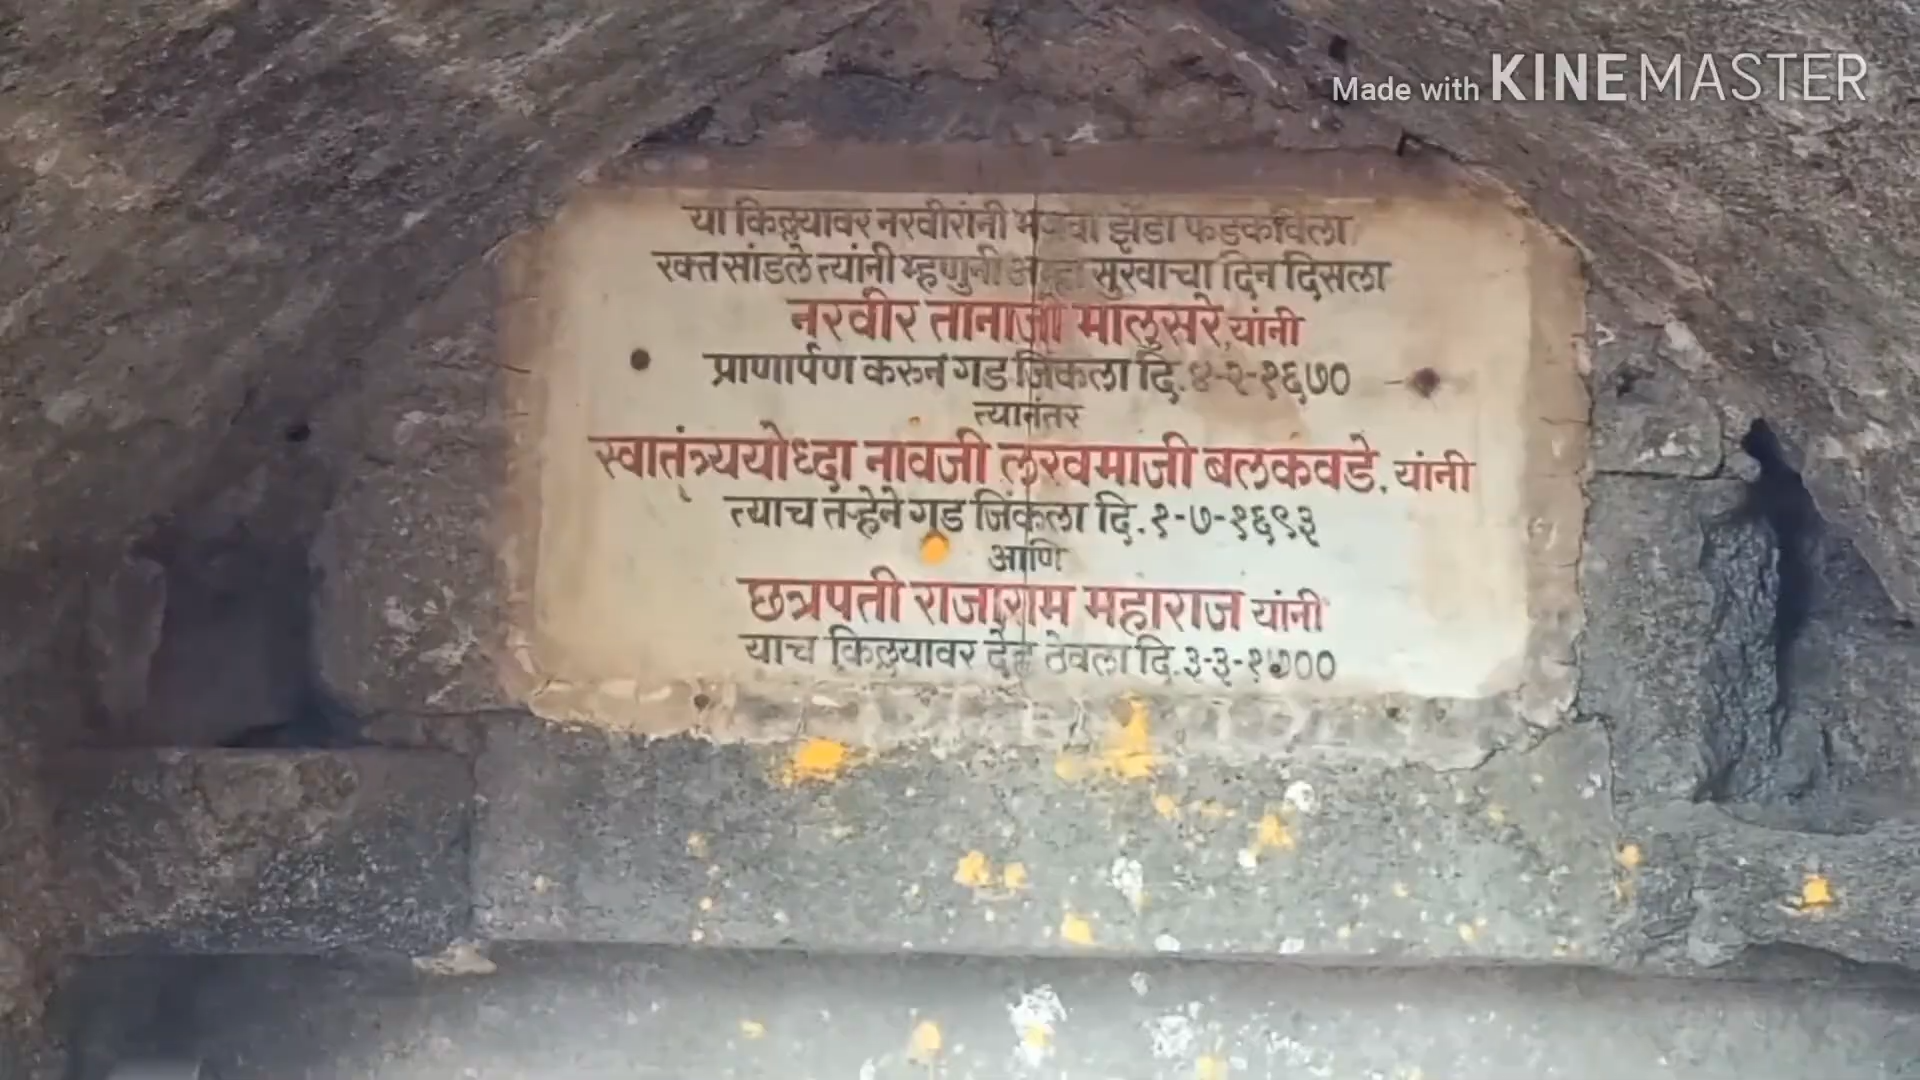 Made with KINEMASTER
या किल्ल्यावर नरवीरांनी भगवा झेंडा फडकविला
रक्त सांडले त्यांनी म्हणुनी आम्हा सुखाचा दिन दिसला
नरवीर तानाजी मालुसरे, यांनी
प्राणार्पण करुन गड जिंकला दि. ४-२-१६७०
त्यानंतर
स्वातंत्र्ययोध्दा नावजी लखमाजी बलकवडे. यांनी
त्याच तऱ्हेने गड जिंकला दि. १-७-१६९३
आणि
छत्रपती राजाराम महाराज यांनी
याच किल्ल्यावर देह ठेवला दि. ३-३-१७००